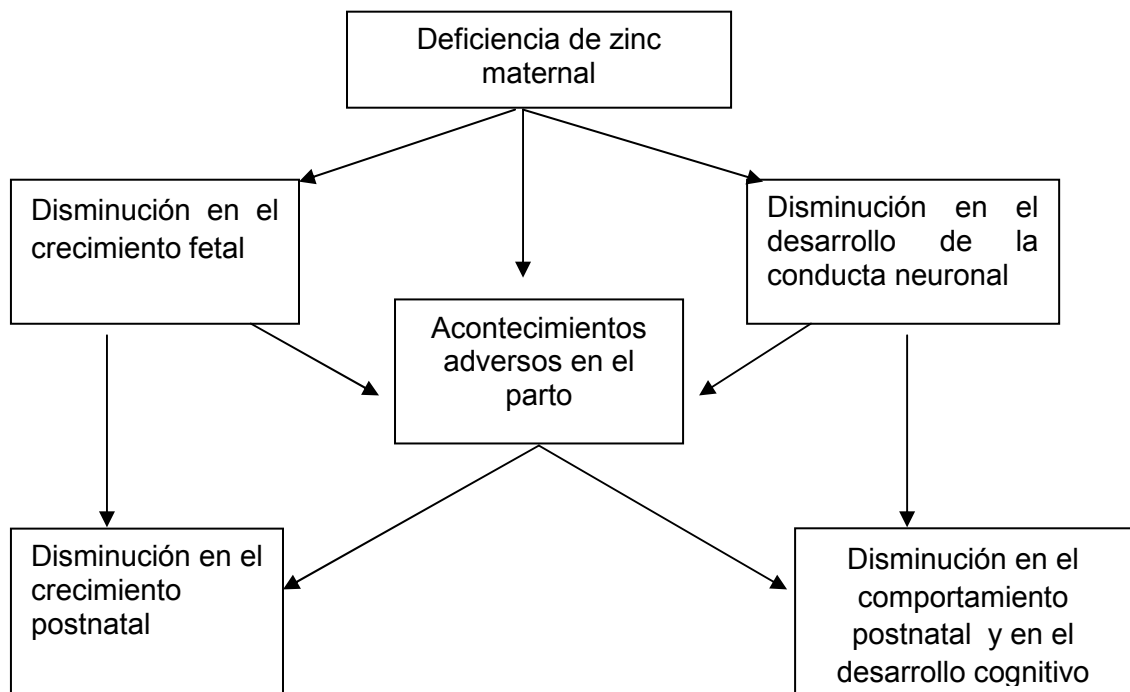 Deficiencia de zinc
maternal
Disminución en el
crecimiento fetal
Disminución en el
desarrollo de la
conducta neuronal
Acontecimientos
adversos en el
parto
Disminución en el
crecimiento
postnatal
Disminución en el
comportamiento
postnatal y en el
desarrollo cognitivo